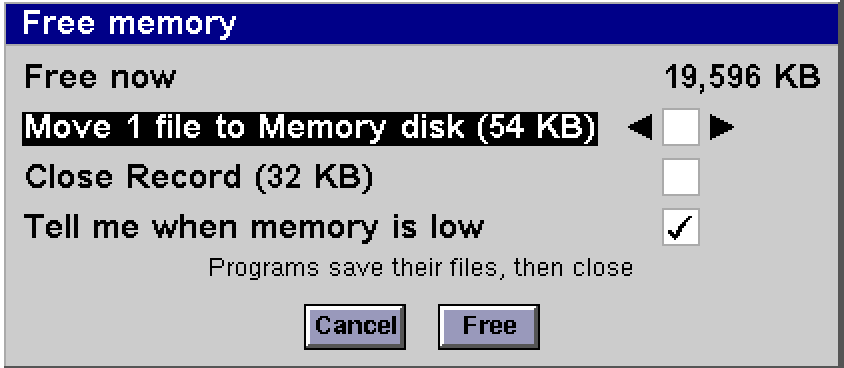 Free memory
Free now 19,596 KB
Move 1 file to Memory disk (54 KB)
Close Record (32 KB)
Tell me when memory is low
Programs save their files, then close
Cancel Free